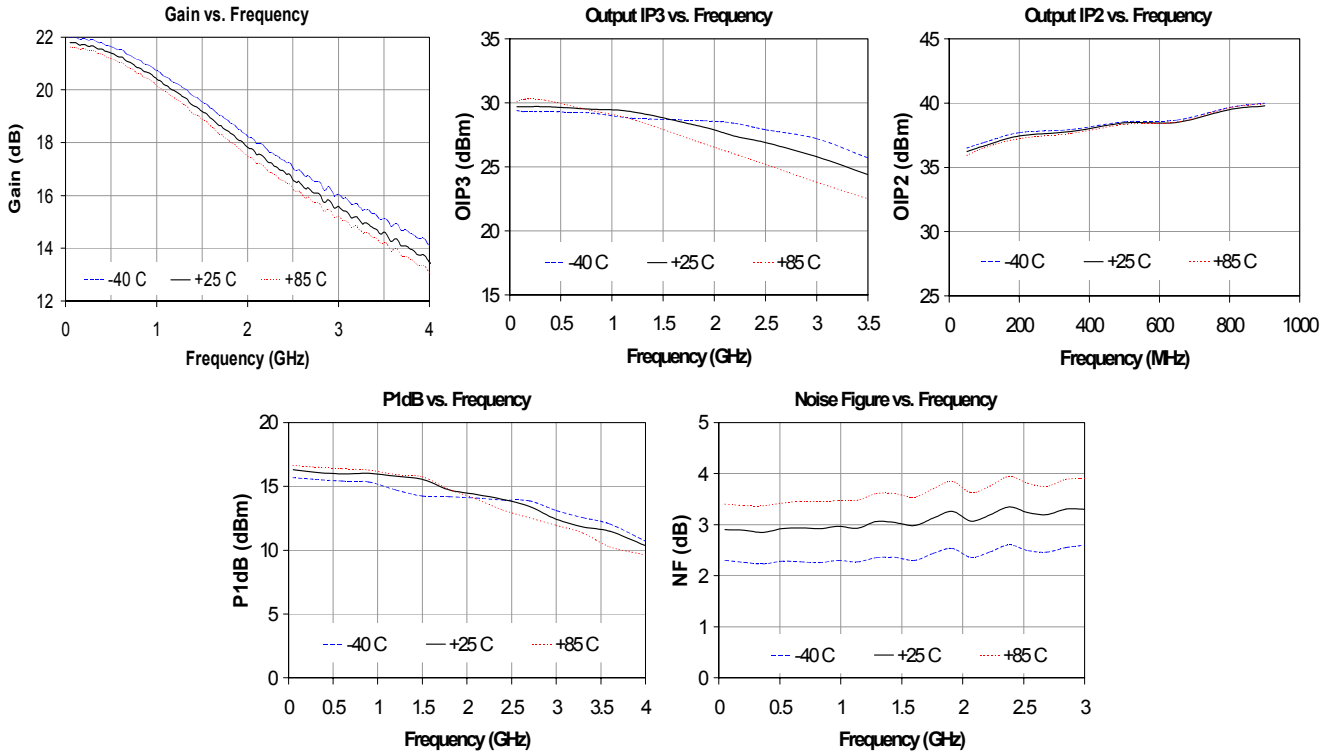 Gain vs. Frequency
22
20
18
16
14
12
Gain (dB)
-40 C +25 C +85 C
0 1 2 3 4
Frequency (GHz)
Output IP3 vs. Frequency
35
30
25
20
15
OIP3 (dBm)
-40 C +25 C +85 C
0 0.5 1 1.5 2 2.5 3 3.5
Frequency (GHz)
Output IP2 vs. Frequency
45
40
35
30
25
OIP2 (dBm)
-40 C +25 C +85 C
0 200 400 600 800 1000
Frequency (MHz)
P1dB vs. Frequency
20
15
10
5
0
P1dB (dBm)
-40 C +25 C +85 C
0 0.5 1 1.5 2 2.5 3 3.5 4
Frequency (GHz)
Noise Figure vs. Frequency
5
4
3
2
1
0
NF (dB)
-40 C +25 C +85 C
0 0.5 1 1.5 2 2.5 3
Frequency (GHz)